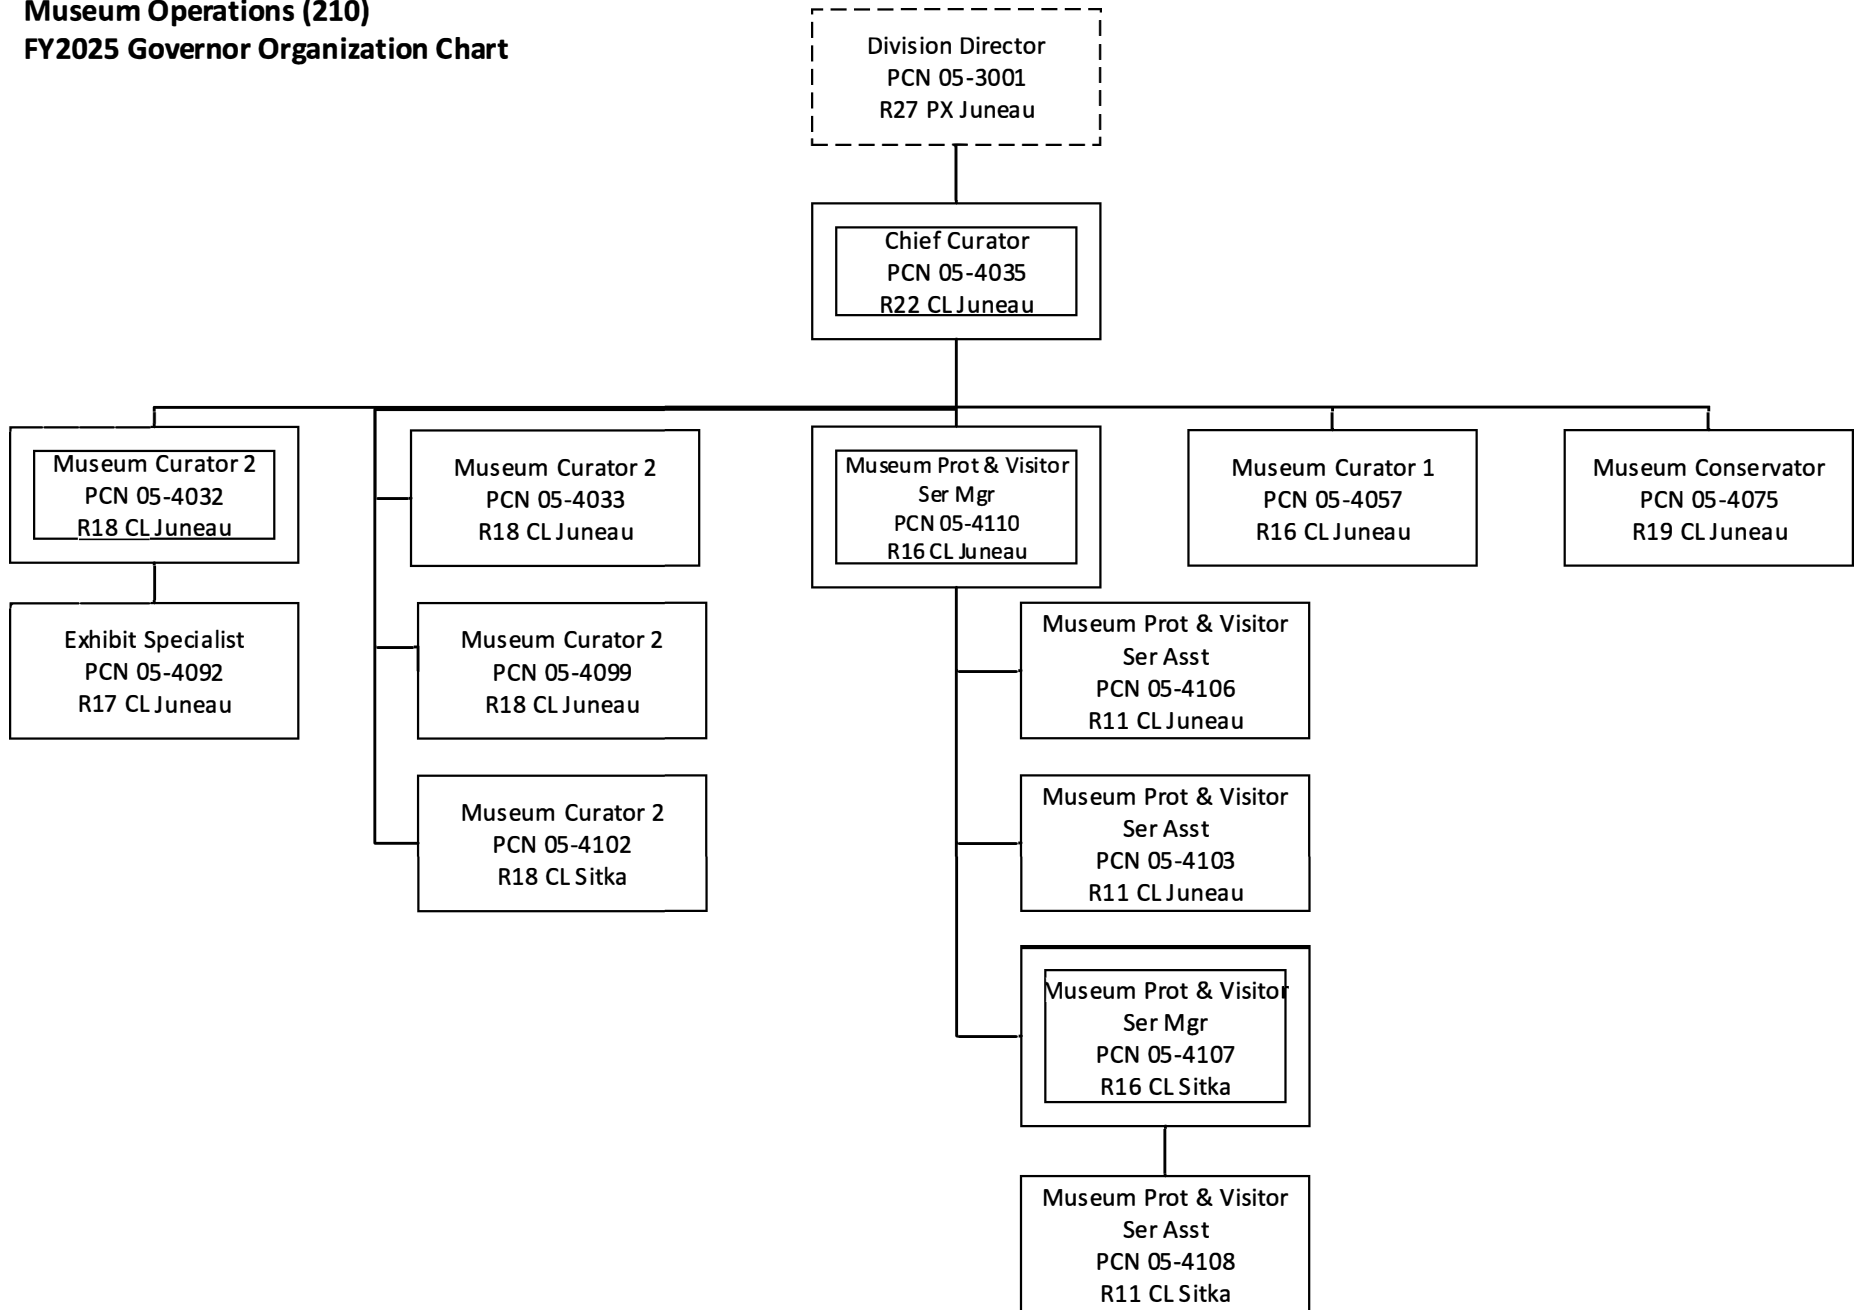 Museum Operations (210)
FY2025 Governor Organization Chart
Division Director
PCN 05-3001
R27 PX Juneau
Chief Curator
PCN 05-4035
R22 CL Juneau
Museum Curator 2
PCN 05-4032
R18 CL Juneau
Museum Curator 2
PCN 05-4033
R18 CL Juneau
Museum Prot & Visitor
Ser Mgr
PCN 05-4110
R16 CL Juneau
Museum Curator 1
PCN 05-4057
R16 CL Juneau
Museum Conservator
PCN 05-4075
R19 CL Juneau
Exhibit Specialist
PCN 05-4092
R17 CL Juneau
Museum Curator 2
PCN 05-4099
R18 CL Juneau
Museum Prot & Visitor
Ser Asst
PCN 05-4106
R11 CL Juneau
Museum Curator 2
PCN 05-4102
R18 CL Sitka
Museum Prot & Visitor
Ser Asst
PCN 05-4103
R11 CL Juneau
Museum Prot & Visitor
Ser Mgr
PCN 05-4107
R16 CL Sitka
Museum Prot & Visitor
Ser Asst
PCN 05-4108
R11 CL Sitka